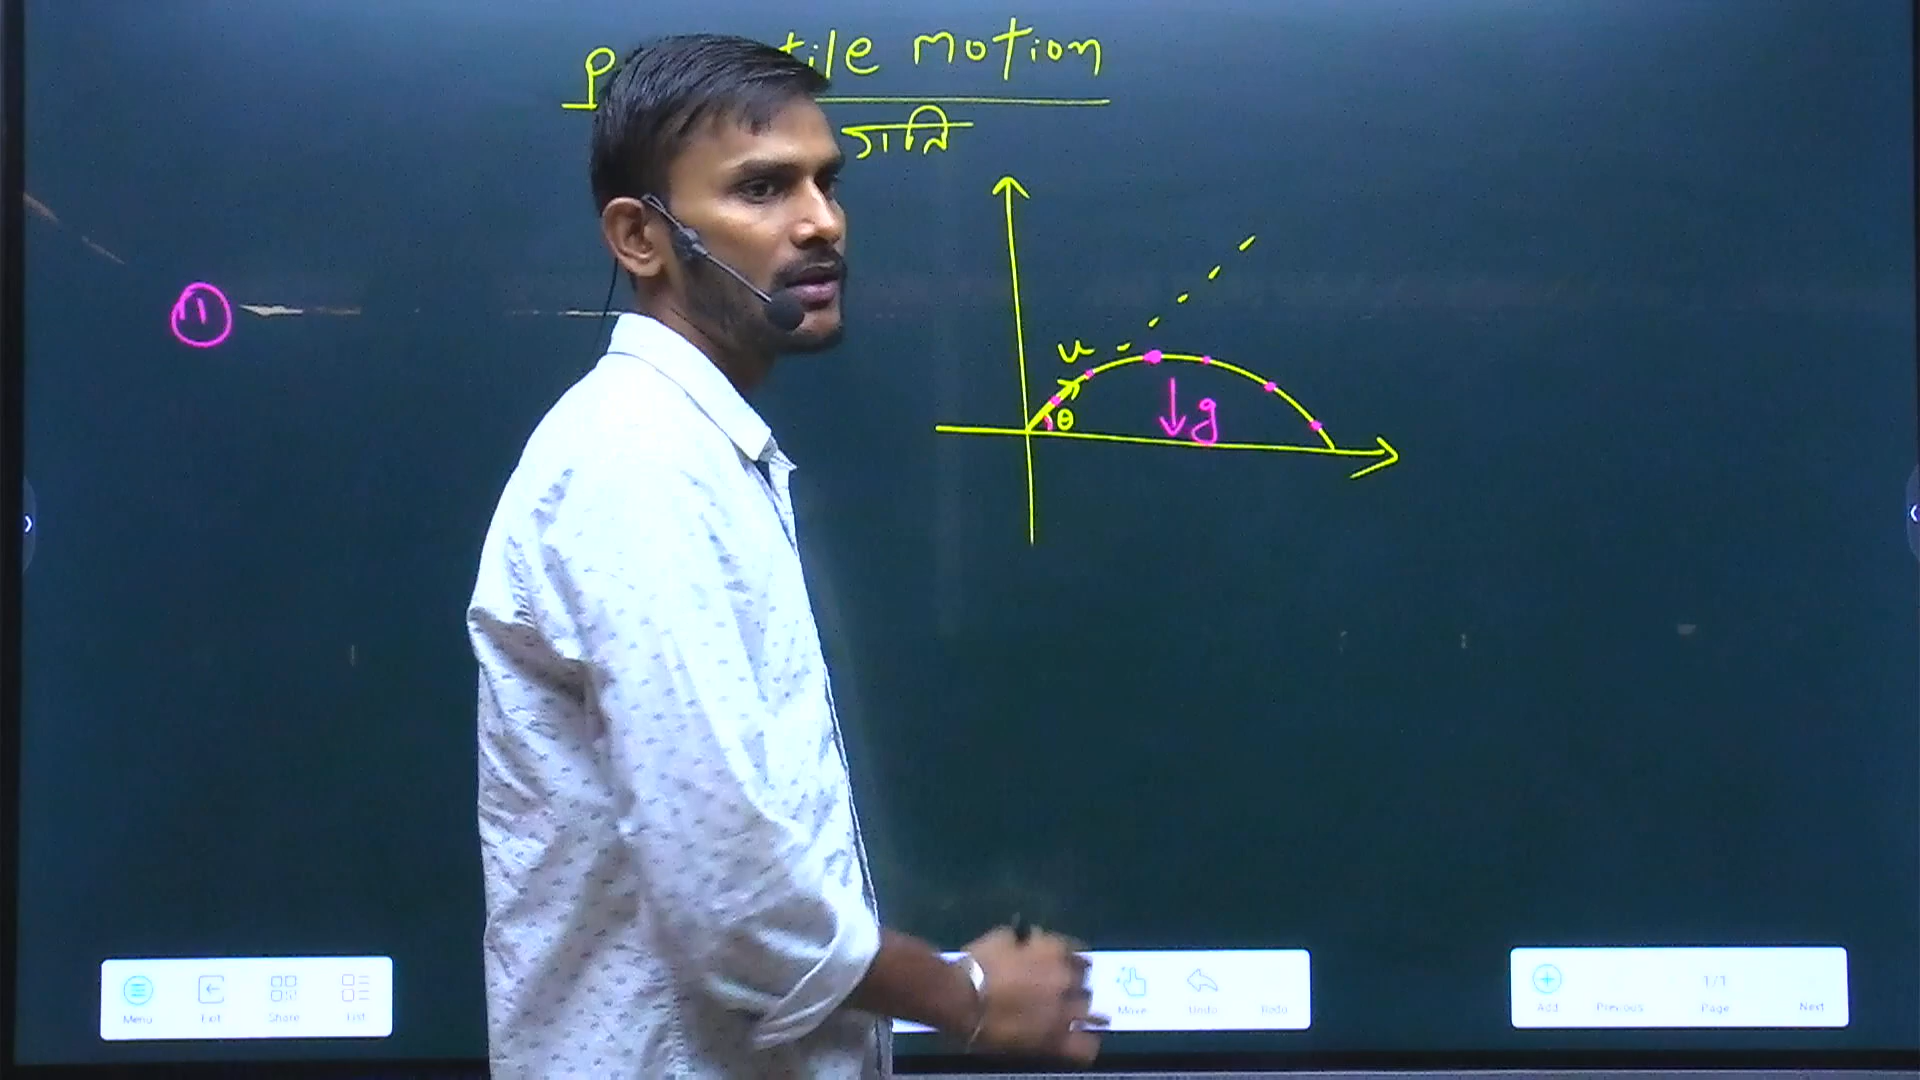 tile motion
गति
1
u
θ
g
Menu
Exit
Share
List
Move
Undo
Redo
Add
Previous
1/1
Page
Next